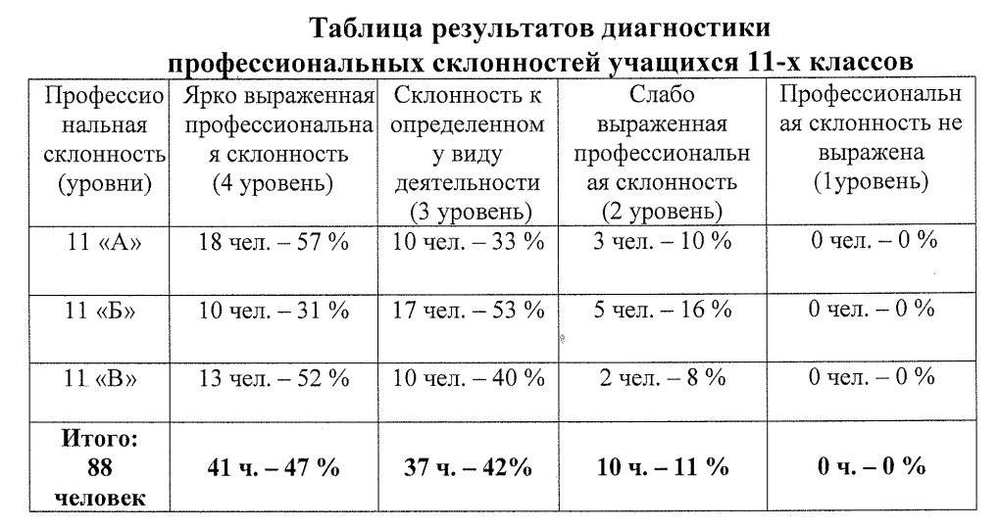 Таблица результатов диагностики
профессиональных склонностей учащихся 11-х классов
Профессио
нальная
склонность
(уровни)
Ярко выраженная
профессиональна
я склонность
(4 уровень)
Склонность к
определенном
у виду
деятельности
(3 уровень)
Слабо
выраженная
профессиональн
ая склонность
(2 уровень)
Профессиональн
ая склонность не
выражена
(1уровень)
11 «А»
18 чел. – 57 %
10 чел. – 33 %
3 чел. – 10 %
0 чел. – 0 %
11 «Б»
10 чел. – 31 %
17 чел. – 53 %
5 чел. – 16 %
0 чел. – 0 %
11 «В»
13 чел. – 52 %
10 чел. – 40 %
2 чел. – 8 %
0 чел. – 0 %
Итого:
88
человек
41 ч. – 47 %
37 ч. – 42%
10 ч. – 11 %
0 ч. – 0 %